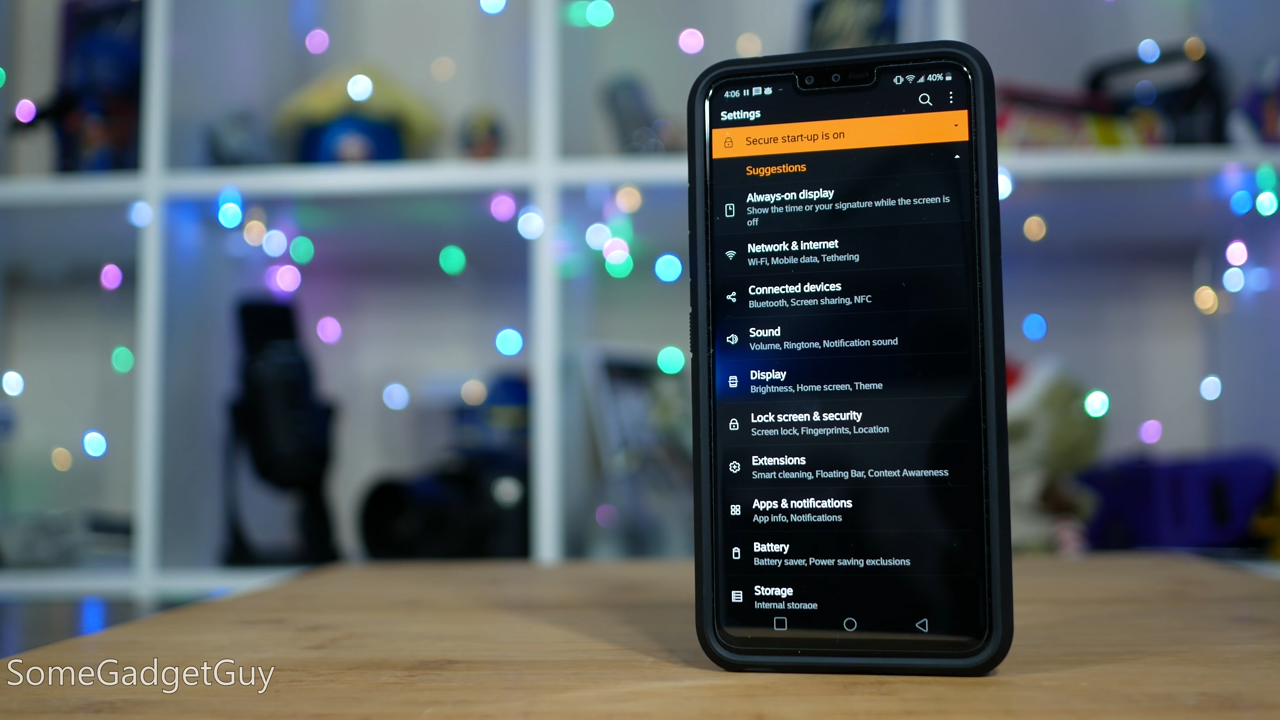 4:06
40%
Settings
Secure start-up is on
Suggestions
Always-on display
Show the time or your signature while the screen is
off
Network & internet
Wi-Fi, Mobile data, Tethering
Connected devices
Bluetooth, Screen sharing, NFC
Sound
Volume, Ringtone, Notification sound
Display
Brightness, Home screen, Theme
Lock screen & security
Screen lock, Fingerprints, Location
Extensions
Smart cleaning, Floating Bar, Context Awareness
Apps & notifications
App info, Notifications
Battery
Battery saver, Power saving exclusions
Storage
Internal storage
SomeGadgetGuy